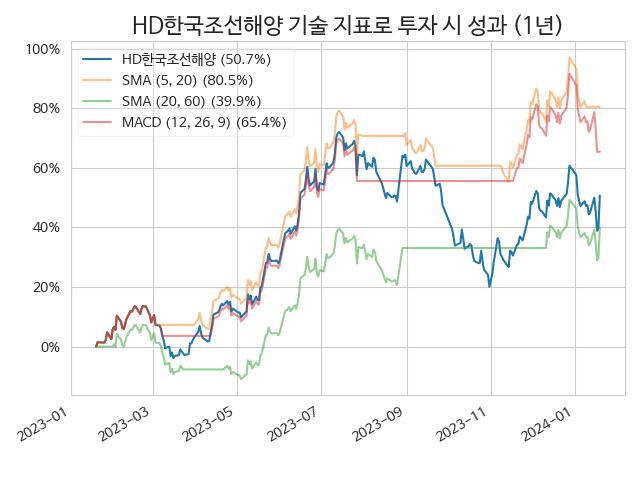 HD한국조선해양 기술 지표로 투자 시 성과 (1년)
100%
80%
60%
40%
20%
0%
HD한국조선해양 (50.7%)
SMA (5, 20) (80.5%)
SMA (20, 60) (39.9%)
MACD (12, 26, 9) (65.4%)
2023-01
2023-03
2023-05
2023-07
2023-09
2023-11
2024-01